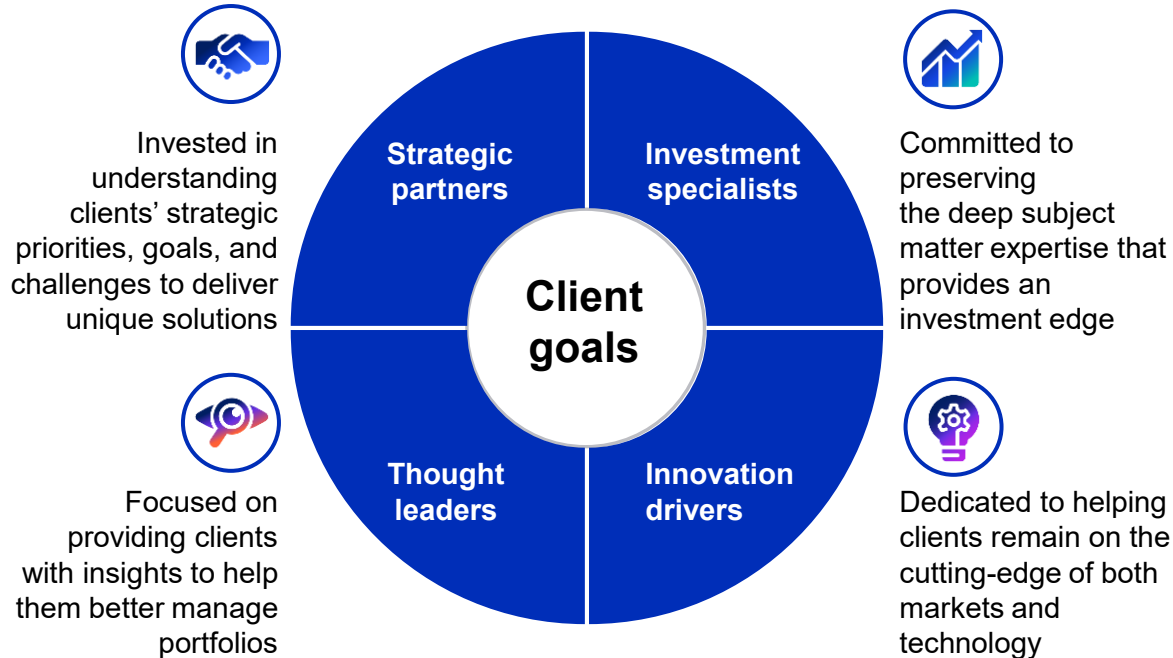 Invested in
understanding
clients’ strategic
priorities, goals, and
challenges to deliver
unique solutions
Strategic
partners
Investment
specialists
Committed to
preserving
the deep subject
matter expertise that
provides an
investment edge
Client
goals
Focused on
providing clients
with insights to help
them better manage
portfolios
Thought
leaders
Innovation
drivers
Dedicated to helping
clients remain on the
cutting-edge of both
markets and
technology